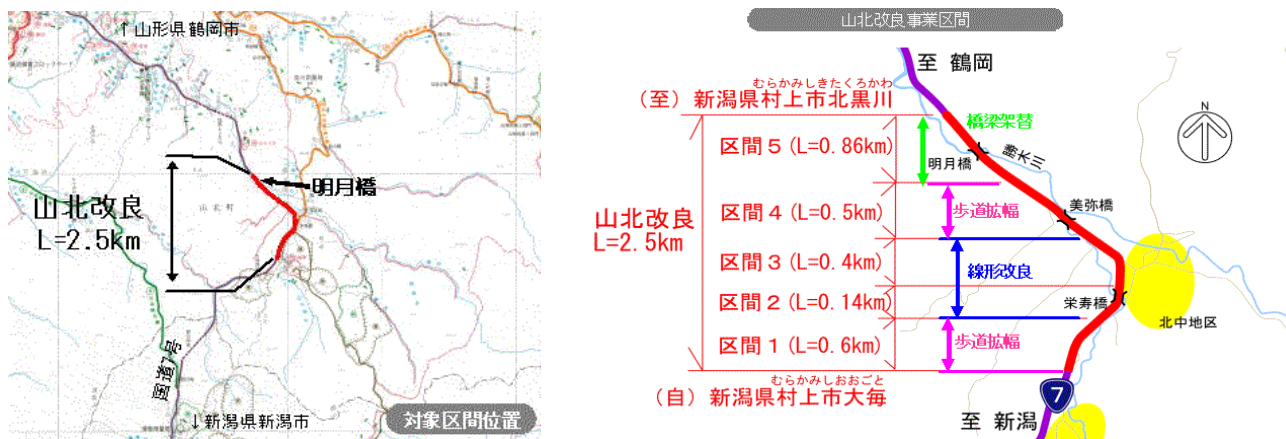 ↑山形県鶴岡市
明月橋
山北改良
L=2.5km
山北町
国道7号
↓新潟県新潟市
対象区間位置
山北改良事業区間
至 鶴岡
むらかみしきたくろかわ
（至）新潟県村上市北黒川
橋梁架替
区間５(L=0.86km)
明月橋
勝木川
N
区間４(L=0.5km)
歩道拡幅
美弥橋
山北改良
L=2.5km
区間３(L=0.4km)
線形改良
区間２(L=0.14km)
栄寿橋
北中地区
区間１(L=0.6km)
歩道拡幅
むらかみしおおごと
（自）新潟県村上市大毎
7
至 新潟